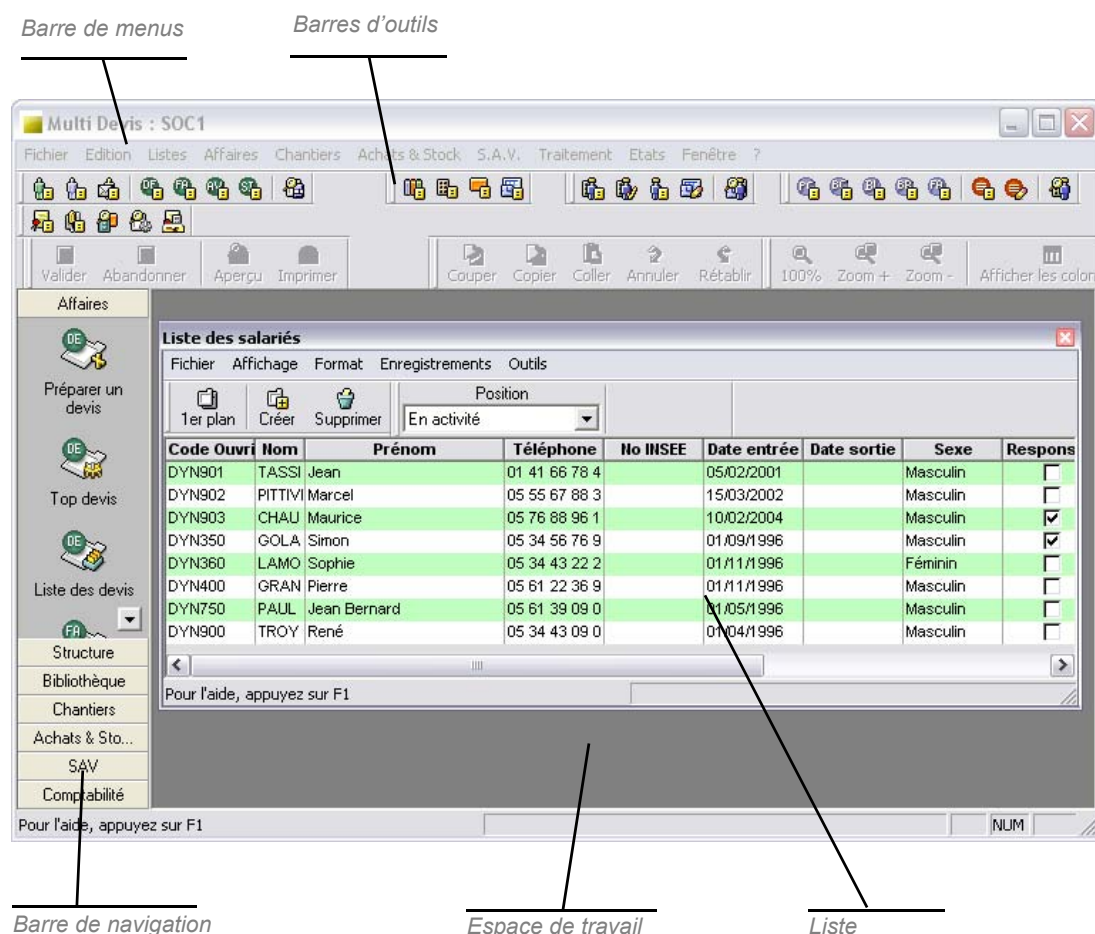 Barre de menus
Barres d'outils
Multi Devis : SOC1
Fichier Edition Listes Affaires Chantiers Achats & Stock S.A.V. Traitement Etats Fenêtre ?
Valider Abandonner Aperçu Imprimer Couper Copier Coller Annuler Rétablir 100% Zoom + Zoom - Afficher les colon
Affaires
Préparer un devis
Top devis
Liste des devis
Structure
Bibliothèque
Chantiers
Achats & Sto...
SAV
Comptabilité
Liste des salariés
Fichier Affichage Format Enregistrements Outils
Position
1er plan Créer Supprimer En activité
Code Ouvri Nom Prénom Téléphone No INSEE Date entrée Date sortie Sexe Respons
DYN901 TASSI Jean 01 41 66 78 4 05/02/2001 Masculin
DYN902 PITTIVI Marcel 05 55 67 88 3 15/03/2002 Masculin
DYN903 CHAU Maurice 05 76 88 96 1 10/02/2004 Masculin
DYN350 GOLA Simon 05 34 56 76 9 01/09/1996 Masculin
DYN360 LAMO Sophie 05 34 43 22 2 01/11/1996 Féminin
DYN400 GRAN Pierre 05 61 22 36 9 01/11/1996 Masculin
DYN750 PAUL Jean Bernard 05 61 39 09 0 01/05/1996 Masculin
DYN900 TROY René 05 34 43 09 0 01/04/1996 Masculin
Pour l'aide, appuyez sur F1
Pour l'aide, appuyez sur F1 NUM
Barre de navigation
Espace de travail
Liste